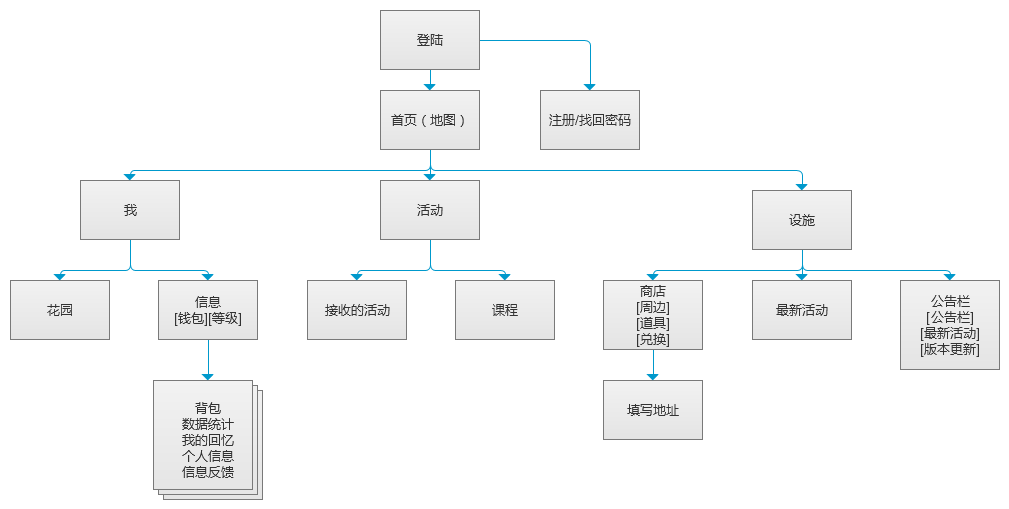 登陆
首页（地图）
注册/找回密码
我
活动
设施
花园
信息
[钱包][等级]
接收的活动
课程
商店
[周边]
[道具]
[兑换]
最新活动
公告栏
[公告栏]
[最新活动]
[版本更新]
背包
数据统计
我的回忆
个人信息
信息反馈
填写地址